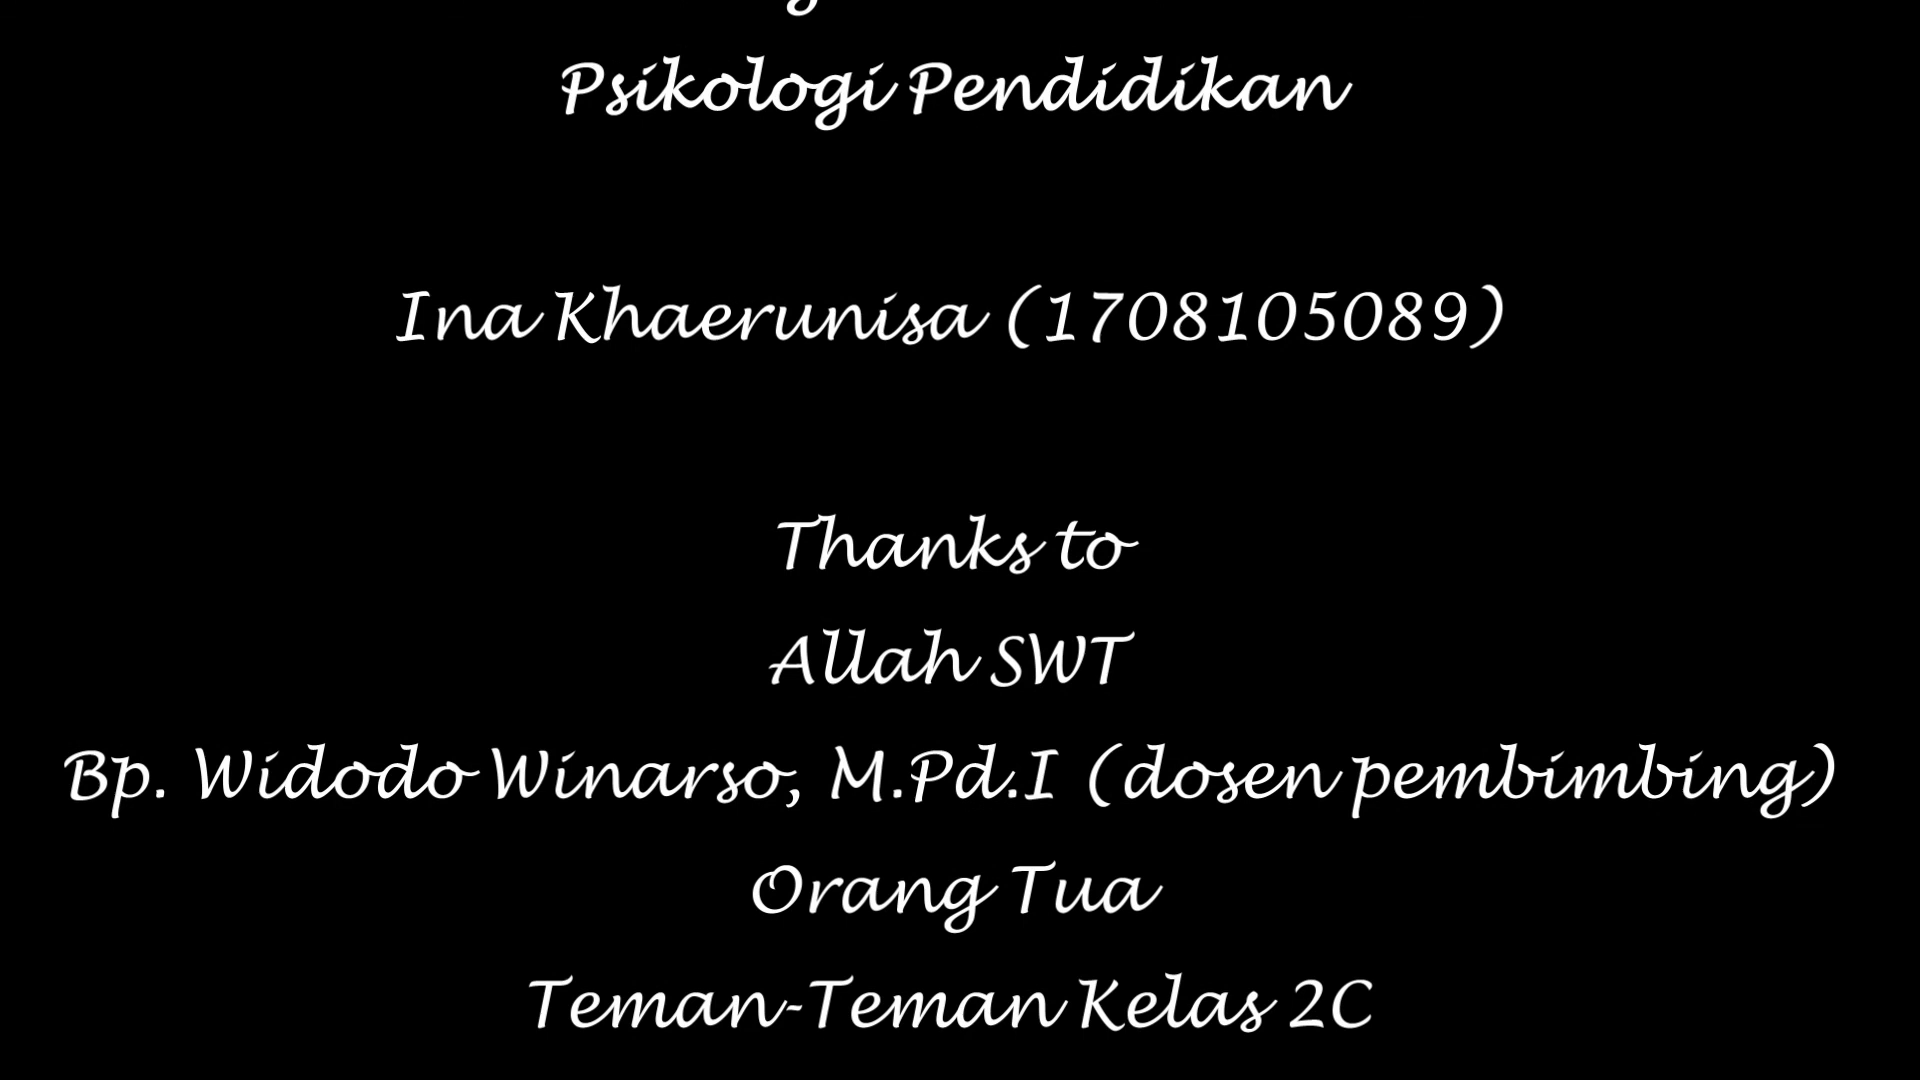 Psikologi Pendidikan
Ina Khaerunisa (1708105089)
Thanks to
Allah SWT
Bp. Widodo Winarso, M.Pd.I (dosen pembimbing)
Orang Tua
Teman-Teman Kelas 2C